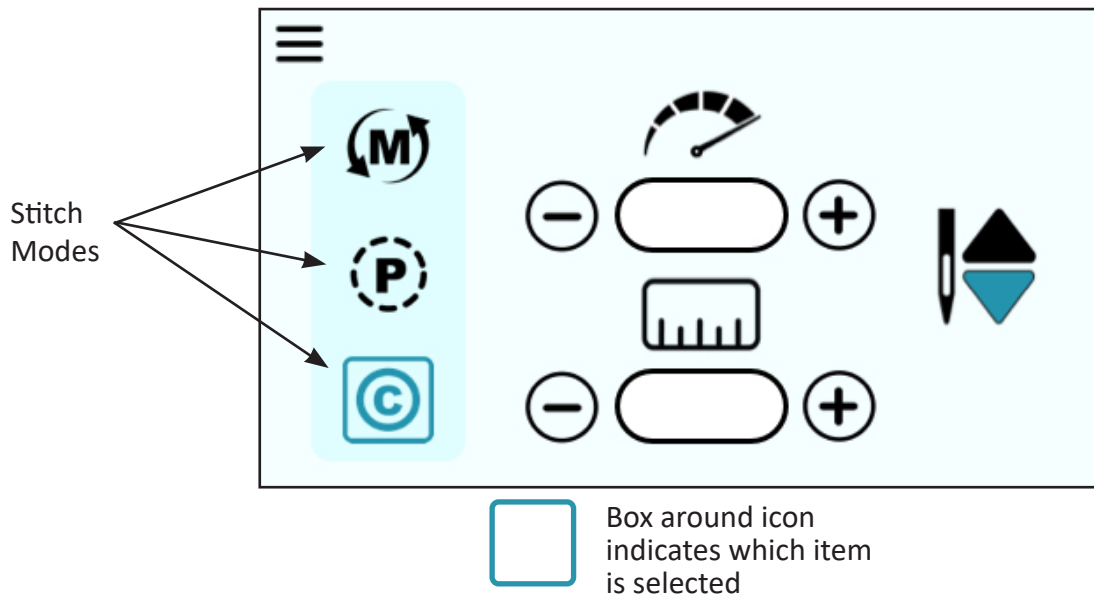 M
Stitch
Modes
P
C
Box around icon
indicates which item
is selected